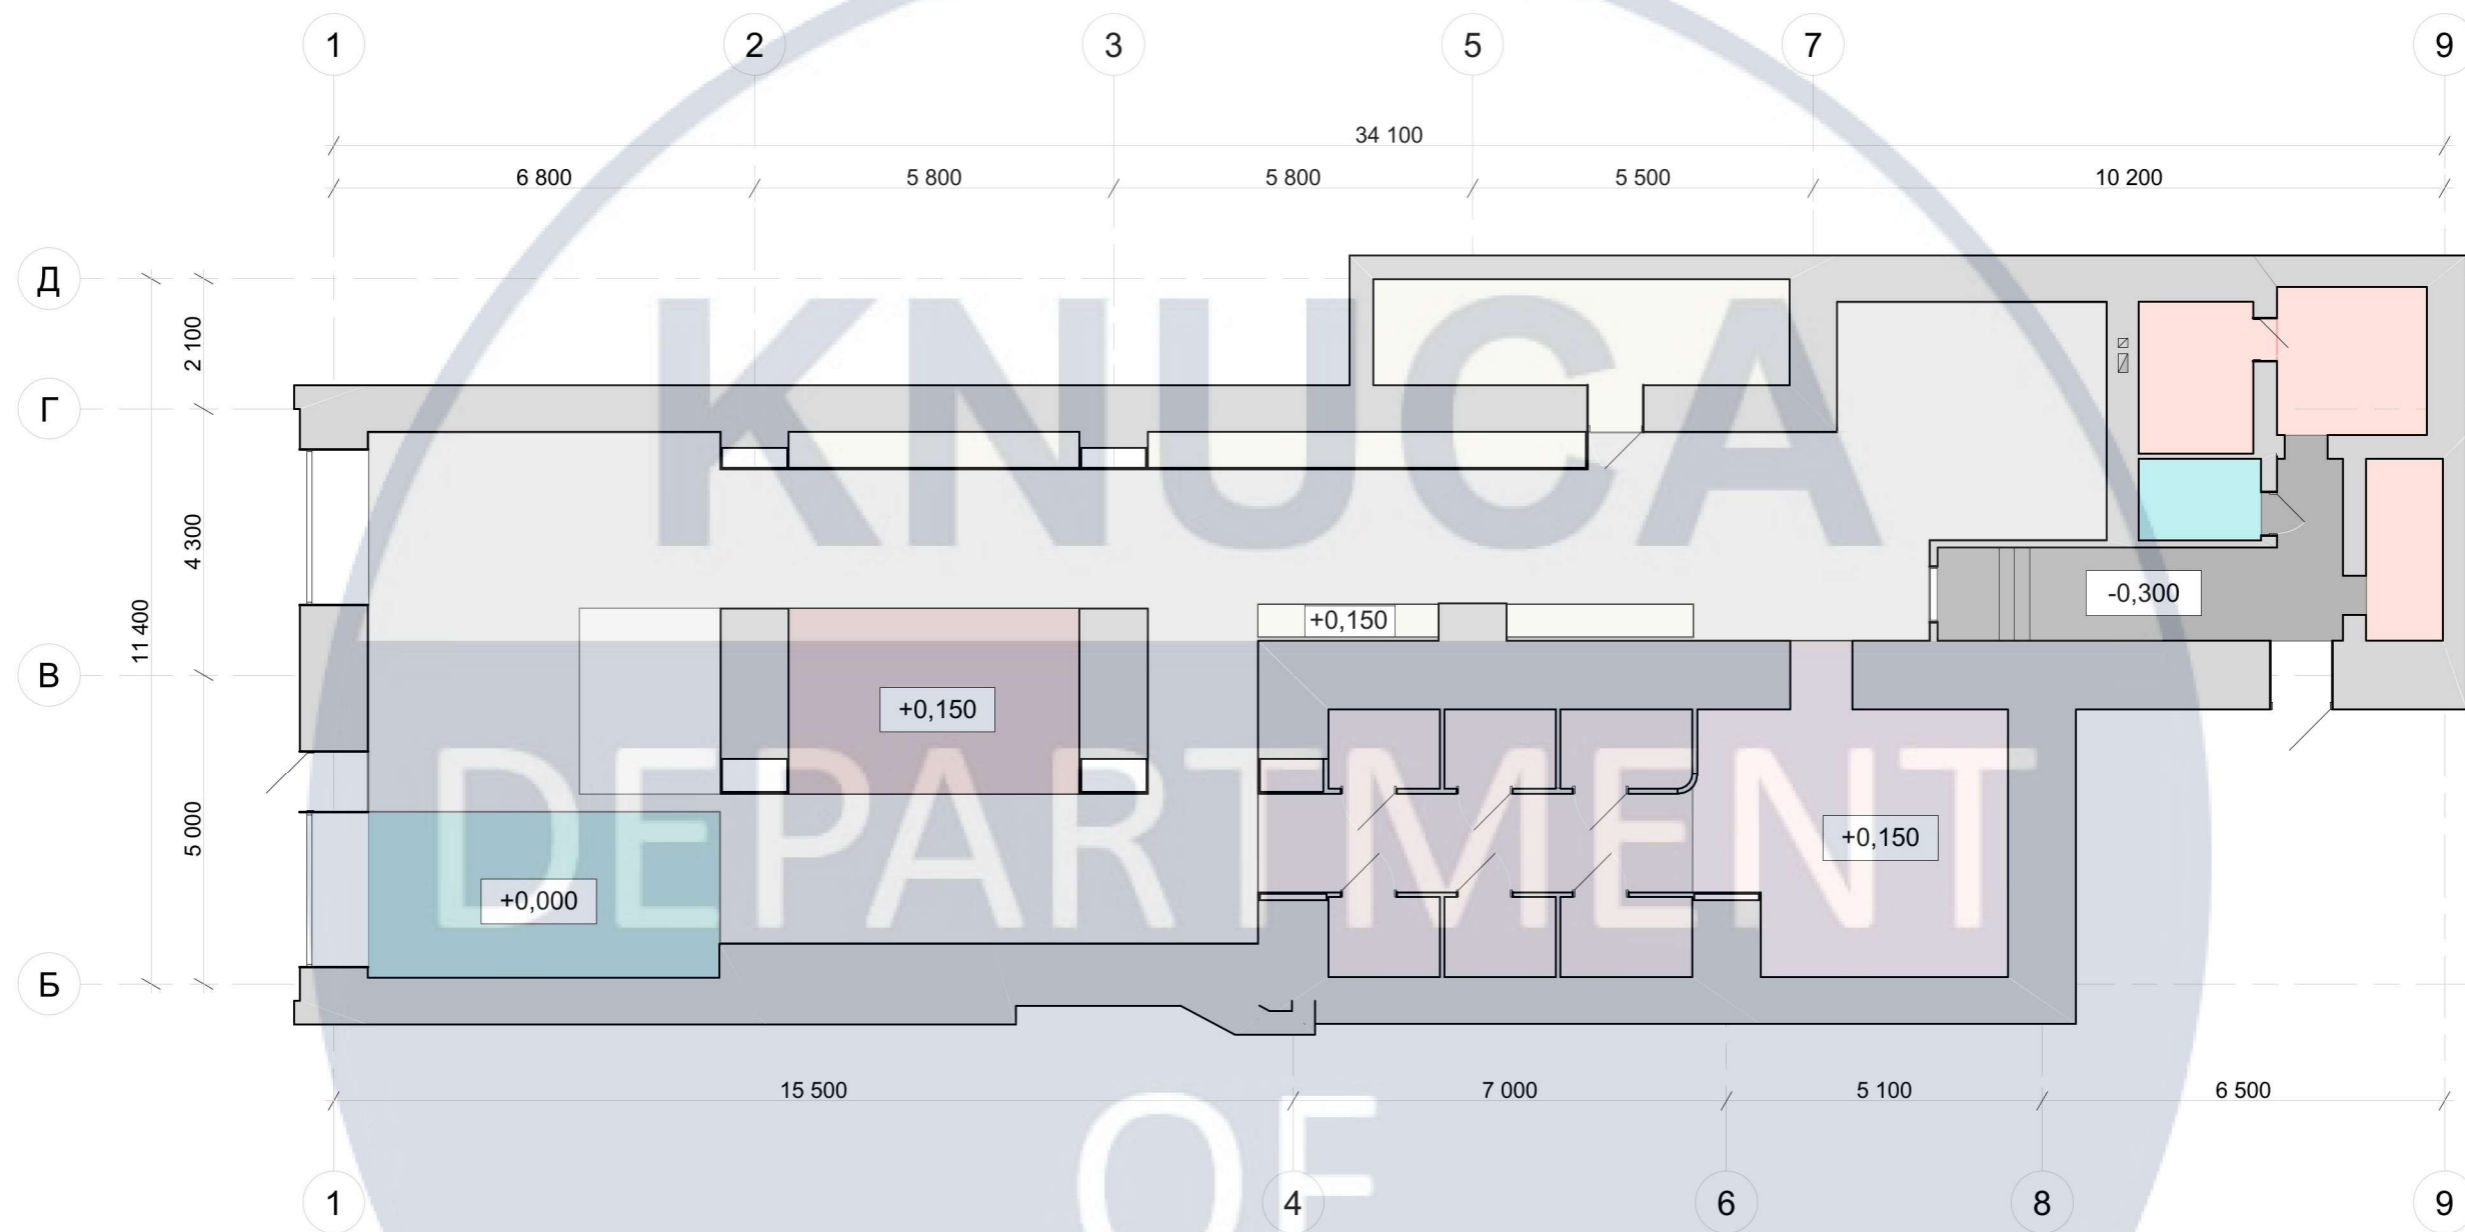 1 2 3 5 7 9
34 100
6 800 5 800 5 800 5 500 10 200
Д
2 100
KNUCA
Г
4 300
-0,300
+0,150
11 400
В
+0,150
DEPARTMENT
5 000
+0,150
+0,000
Б
15 500 7 000 5 100 6 500
OF
1 4 6 8 9